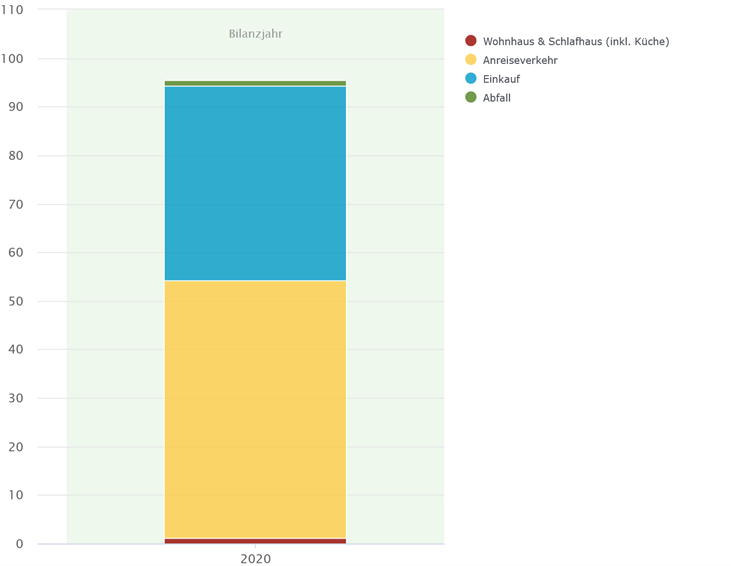 110
Bilanzjahr
100
90
80
70
60
50
40
30
20
10
0
2020
Wohnhaus & Schlafhaus (inkl. Küche)
Anreiseverkehr
Einkauf
Abfall